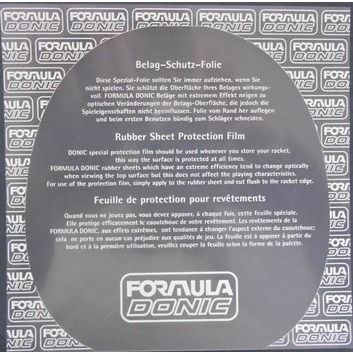 FORMULA DONIC
Belag-Schutz-Folie
Diese Spezial-Folie sollten Sie immer aufziehen, wenn Sie
nicht spielen. Sie schützt die Oberfläche Ihres Belages wirkungs-
voll. FORMULA DONIC Beläge mit extremem Effekt neigen zu
optischen Veränderungen der Belags-Oberfläche, die jedoch die
Spieleigenschaften nicht beeinflussen. Folie vom Rand her auflegen
und beim ersten Benutzen bündig zum Schläger schneiden.
Rubber Sheet Protection Film
DONIC special protection film should be used whenever you store your racket,
this way the surface is protected at all times.
FORMULA DONIC rubber sheets which have an extreme efficiency tend to change optically
when viewing the top surface but this does not affect the playing characteristics.
For use of the protection film, simply apply to the rubber sheet and cut flush to the racket edge.
Feuille de protection pour revêtements
Quand vous ne jouez pas, vous devez apposer, à chaque fois, cette feuille spéciale.
Elle protège efficacement le caoutchouc de votre revêtement. Les revêtements de la
FORMULA DONIC, aux effets extrêmes, ont tendance à changer l'aspect externe du caoutchouc;
cela ne porte en aucun cas préjudice aux qualités de jeu. La feuille est à apposer à partir du
bord et à la première utilisation, veuillez couper la feuille selon la forme de la palette.
FORMULA
DONIC